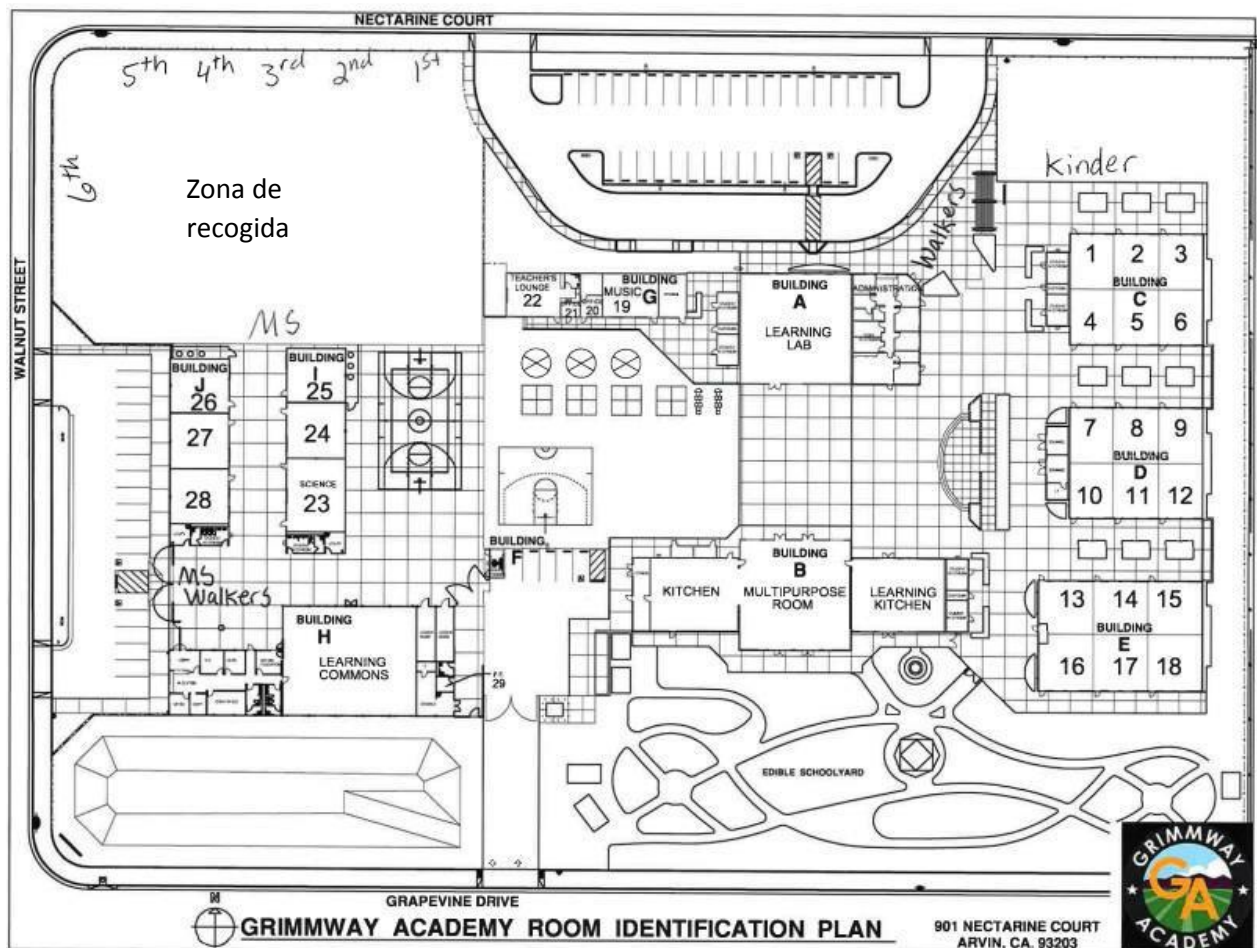 NECTARINE COURT
5th 4th 3rd 2nd 1st
6th
Zona de
recogida
Kinder
Walkers
WALNUT STREET
TEACHER'S
LOUNGE
22
OFFICE
21
OFFICE
20
BUILDING
G
MUSIC
19
BUILDING
A
LEARNING
LAB
ADMINISTRATION
1 2 3
BUILDING
C
4 5 6
MS
BUILDING
J
26
27
28
BUILDING
I
25
24
SCIENCE
23
7 8 9
BUILDING
D
10 11 12
BUILDING
F
KITCHEN
BUILDING
B
MULTIPURPOSE
ROOM
LEARNING
KITCHEN
13 14 15
BUILDING
E
16 17 18
MS
Walkers
BUILDING
H
LEARNING
COMMONS
P.E.
29
EDIBLE SCHOOLYARD
GRAPEVINE DRIVE
N
GRIMMWAY ACADEMY ROOM IDENTIFICATION PLAN
901 NECTARINE COURT
ARVIN, CA. 93203
GRIMMWAY
GA
ACADEMY